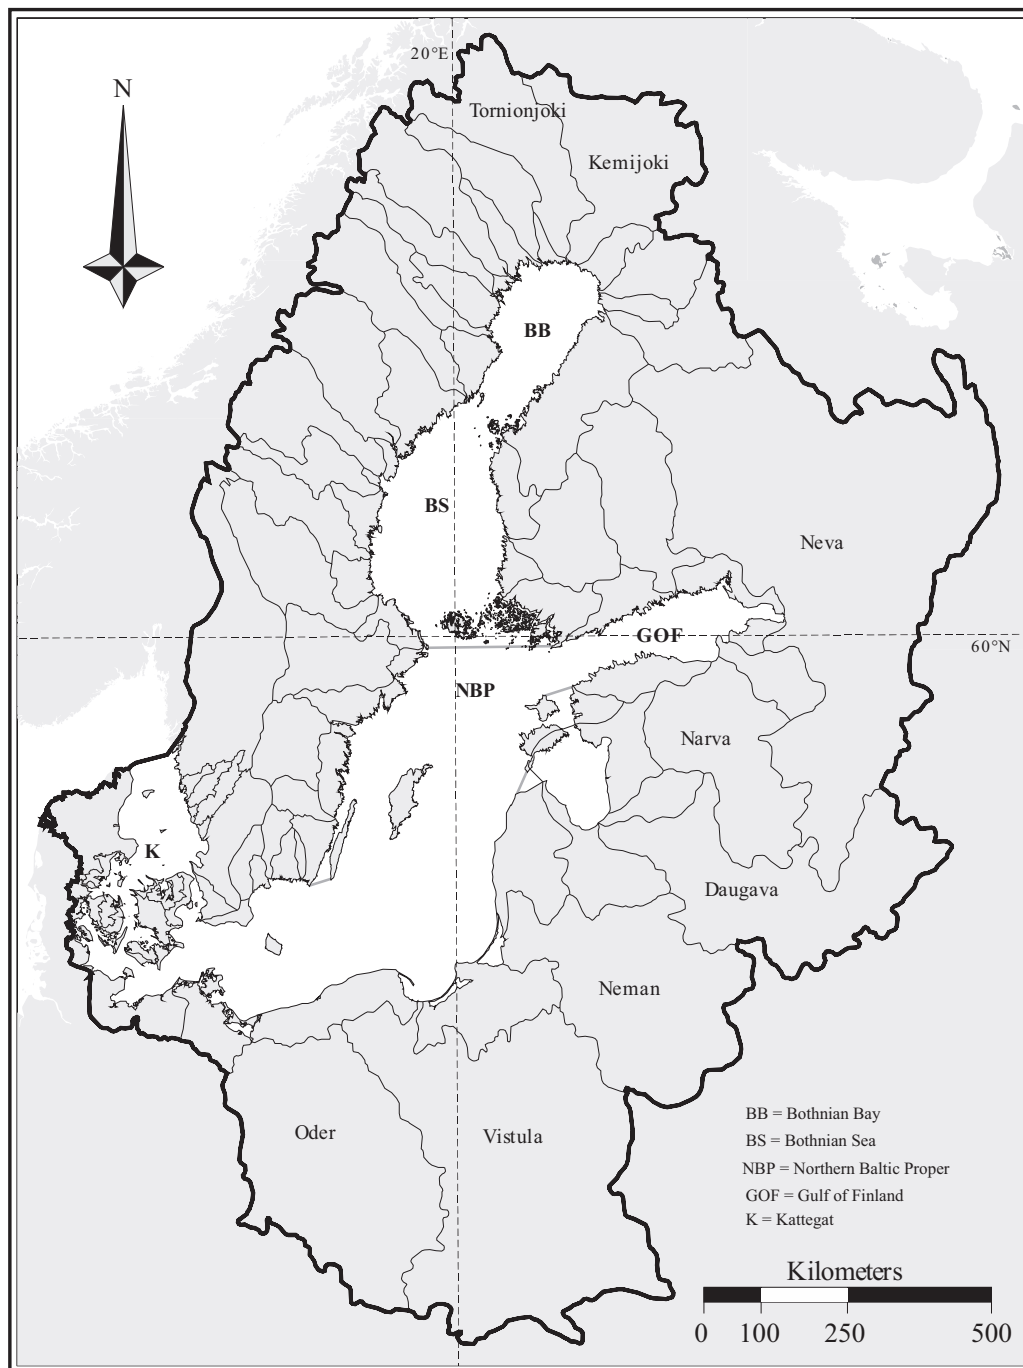 20°E
N
Tornionjoki
Kemijoki
BB
BS
Neva
GOF
60°N
NBP
Narva
K
Daugava
Neman
Oder
Vistula
BB = Bothnian Bay
BS = Bothnian Sea
NBP = Northern Baltic Proper
GOF = Gulf of Finland
K = Kattegat
Kilometers
0 100 250 500